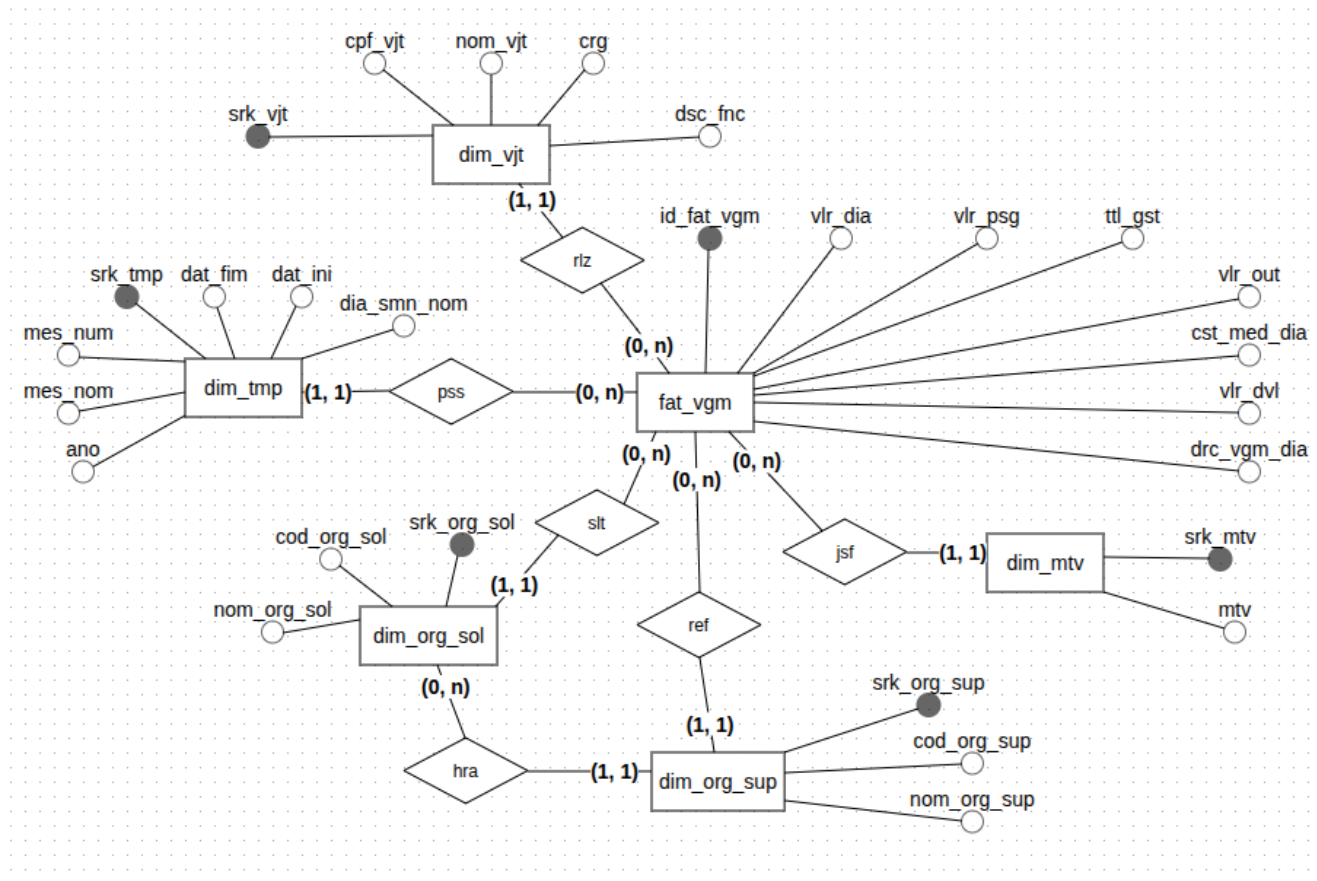 cpf_vjt
nom_vjt
crg
srk_vjt
dsc_fnc
dim_vjt
(1, 1)
rlz
(0, n)
id_fat_vgm
vlr_dia
vlr_psg
ttl_gst
vlr_out
cst_med_dia
vlr_dvl
drc_vgm_dia
fat_vgm
srk_tmp
dat_fim
dat_ini
dia_smn_nom
mes_num
mes_nom
ano
dim_tmp
(1, 1)
pss
(0, n)
(0, n)
(0, n)
(0, n)
slt
(1, 1)
cod_org_sol
srk_org_sol
nom_org_sol
dim_org_sol
(0, n)
hra
(1, 1)
jsf
(1, 1)
dim_mtv
srk_mtv
mtv
ref
(1, 1)
dim_org_sup
srk_org_sup
cod_org_sup
nom_org_sup